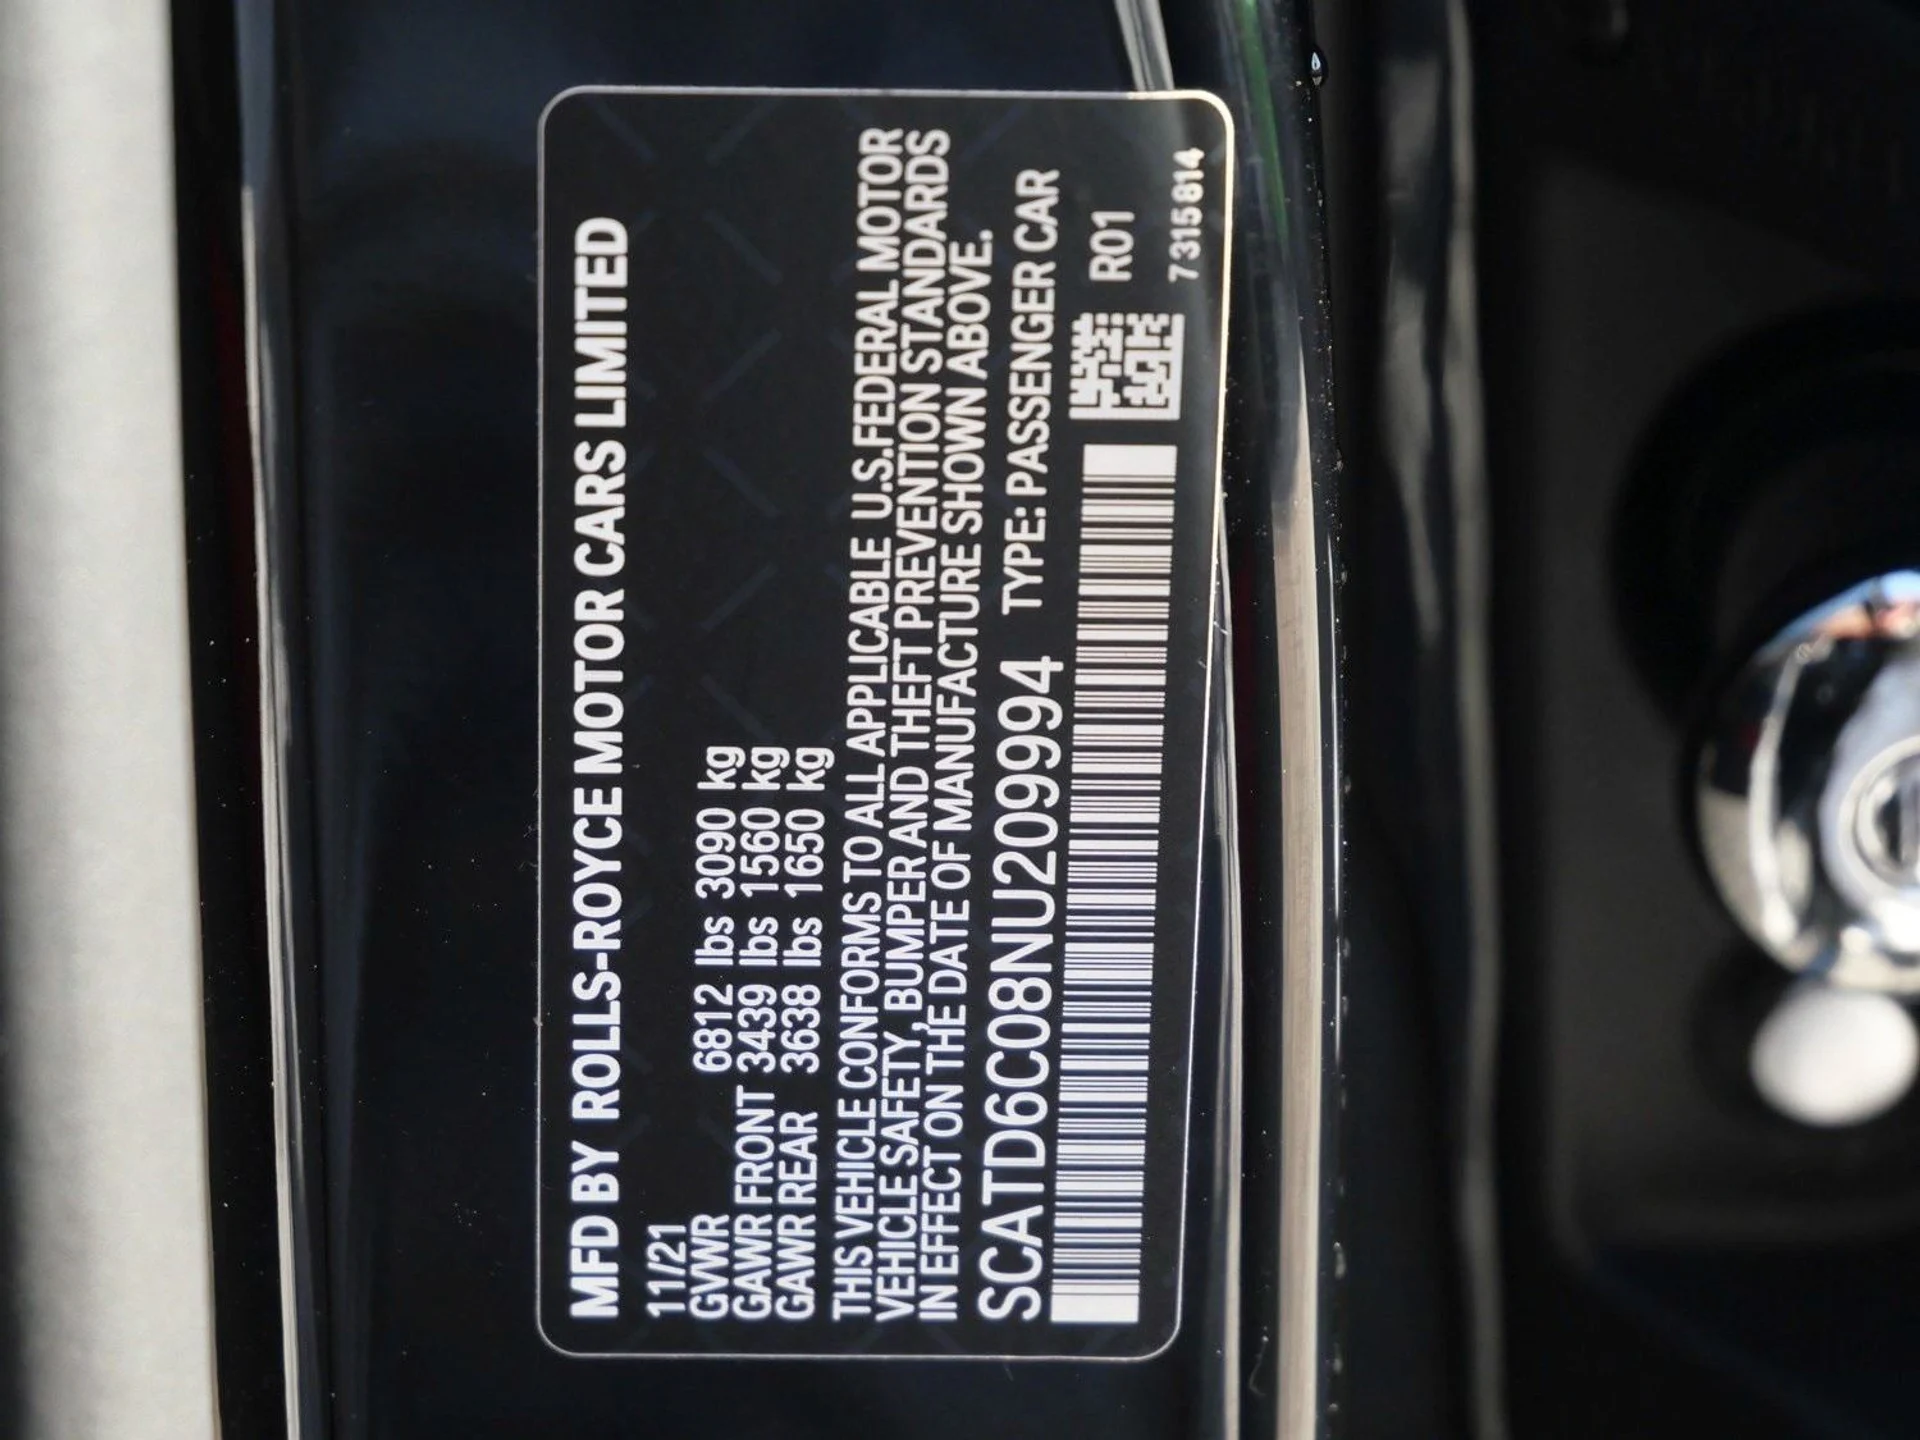 MFD BY ROLLS-ROYCE MOTOR CARS LIMITED
11/21
GVWR 6812 lbs 3090 kg
GAWR FRONT 3439 lbs 1560 kg
GAWR REAR 3638 lbs 1650 kg
THIS VEHICLE CONFORMS TO ALL APPLICABLE U.S.FEDERAL MOTOR
VEHICLE SAFETY, BUMPER AND THEFT PREVENTION STANDARDS
IN EFFECT ON THE DATE OF MANUFACTURE SHOWN ABOVE.
SCATD6C08NU209994 TYPE: PASSENGER CAR
R01
7315814